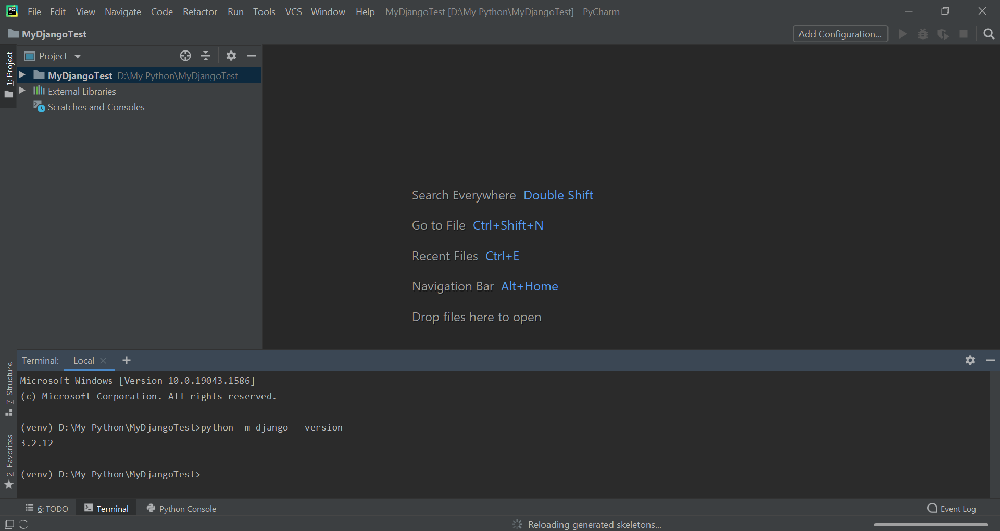 PC File Edit View Navigate Code Refactor Run Tools VCS Window Help MyDjangoTest [D:\My Python\MyDjangoTest] - PyCharm
MyDjangoTest Add Configuration...
1: Project
Project
MyDjangoTest D:\My Python\MyDjangoTest
External Libraries
Scratches and Consoles
Search Everywhere Double Shift
Go to File Ctrl+Shift+N
Recent Files Ctrl+E
Navigation Bar Alt+Home
Drop files here to open
7: Structure
2: Favorites
Terminal: Local
Microsoft Windows [Version 10.0.19043.1586]
(c) Microsoft Corporation. All rights reserved.
(venv) D:\My Python\MyDjangoTest>python -m django --version
3.2.12
(venv) D:\My Python\MyDjangoTest>
6: TODO Terminal Python Console Event Log
Reloading generated skeletons...